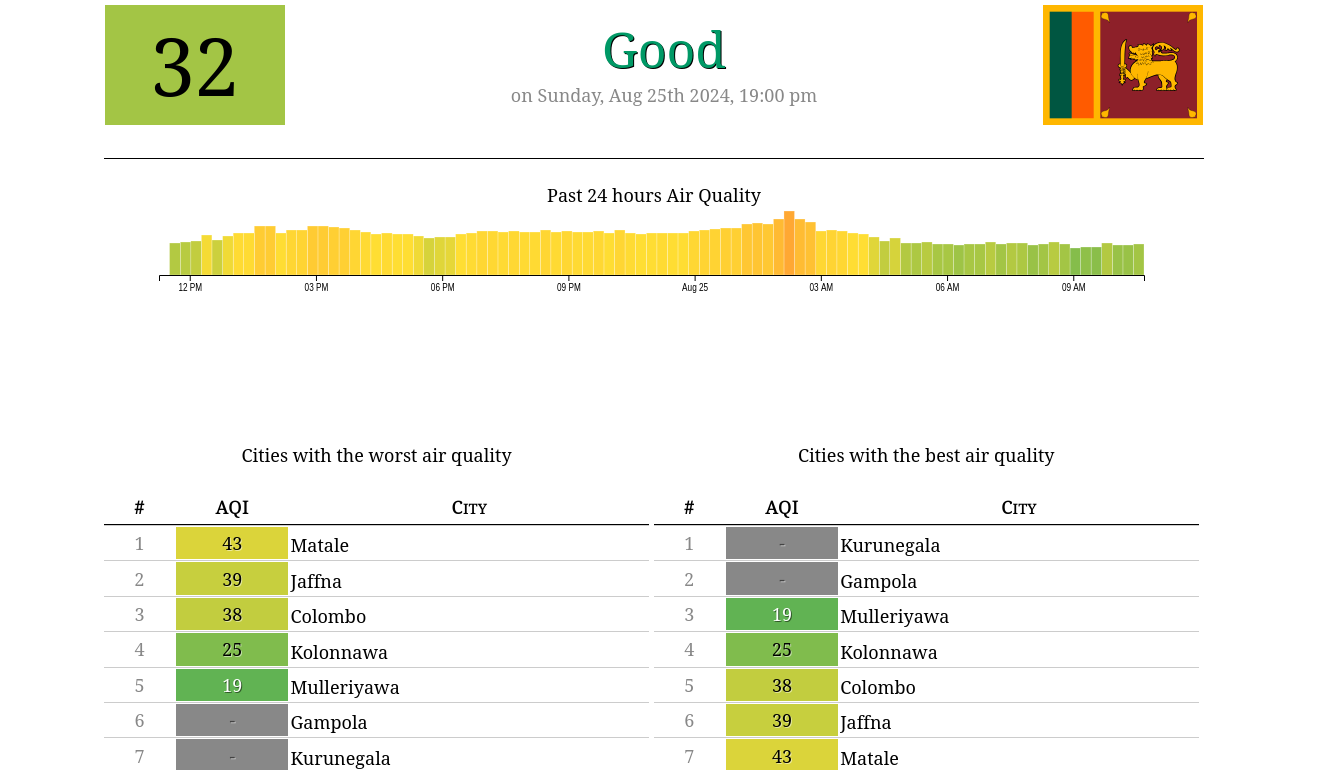 32
Good
on Sunday, Aug 25th 2024, 19:00 pm
Past 24 hours Air Quality
12 PM 03 PM 06 PM 09 PM Aug 25 03 AM 06 AM 09 AM
Cities with the worst air quality
# AQI City
1 43 Matale
2 39 Jaffna
3 38 Colombo
4 25 Kolonnawa
5 19 Mulleriyawa
6 - Gampola
7 - Kurunegala
Cities with the best air quality
# AQI City
1 - Kurunegala
2 - Gampola
3 19 Mulleriyawa
4 25 Kolonnawa
5 38 Colombo
6 39 Jaffna
7 43 Matale